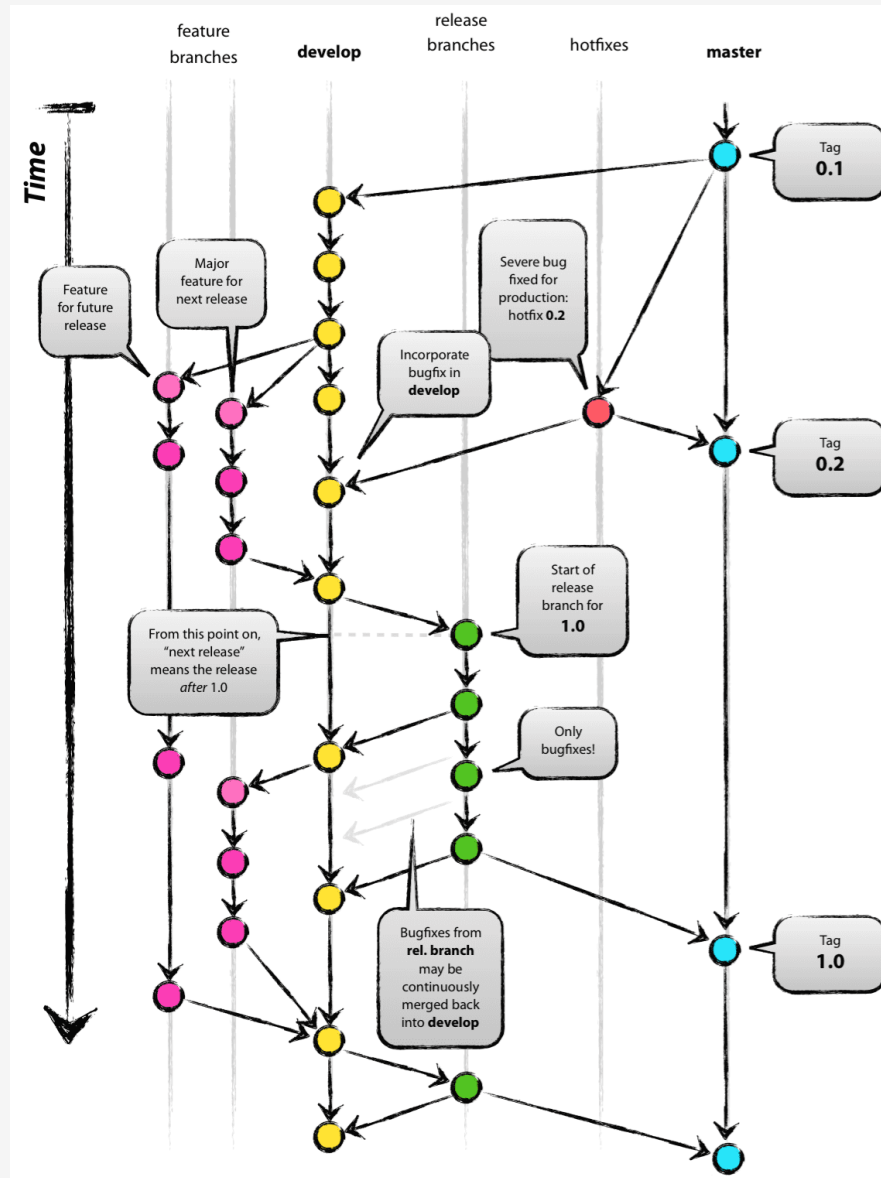 feature
branches
develop
release
branches
hotfixes
master
Time
Tag
0.1
Feature
for future
release
Major
feature for
next release
Severe bug
fixed for
production:
hotfix 0.2
Incorporate
bugfix in
develop
Tag
0.2
Start of
release
branch for
1.0
From this point on,
“next release”
means the release
after 1.0
Only
bugfixes!
Bugfixes from
rel. branch
may be
continuously
merged back
into develop
Tag
1.0